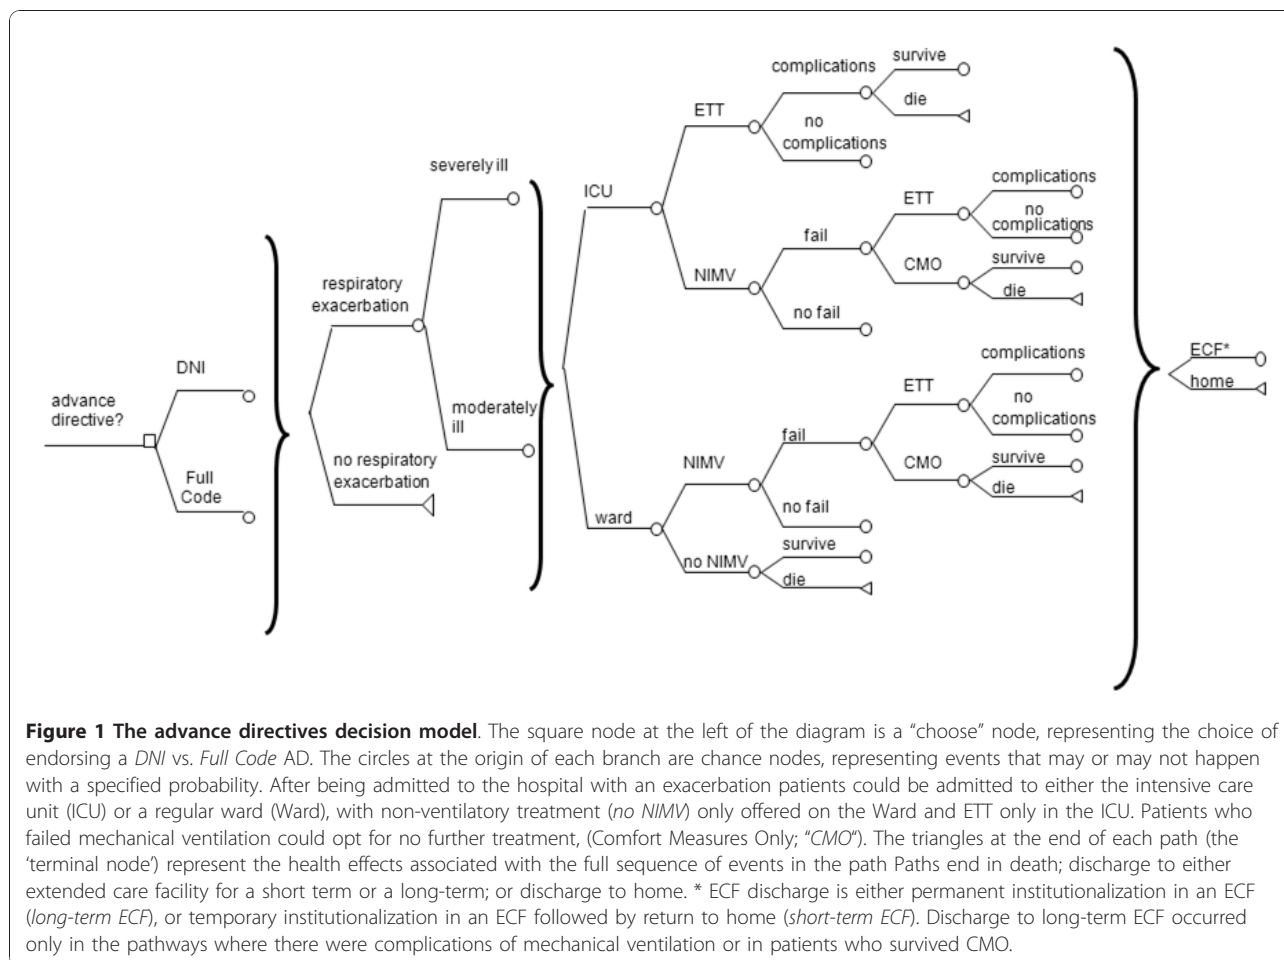 advance
directive?
DNI
Full
Code
respiratory
exacerbation
no respiratory
exacerbation
severely ill
moderately
ill
ICU
ward
ETT
complications
survive
die
no
complications
NIMV
fail
ETT
complications
no
complications
CMO
survive
die
no fail
NIMV
fail
ETT
complications
no
complications
CMO
survive
die
no fail
no NIMV
survive
die
ECF*
home
Figure 1 The advance directives decision model. The square node at the left of the diagram is a “choose” node, representing the choice of
endorsing a DNI vs. Full Code AD. The circles at the origin of each branch are chance nodes, representing events that may or may not happen
with a specified probability. After being admitted to the hospital with an exacerbation patients could be admitted to either the intensive care
unit (ICU) or a regular ward (Ward), with non-ventilatory treatment (no NIMV) only offered on the Ward and ETT only in the ICU. Patients who
failed mechanical ventilation could opt for no further treatment, (Comfort Measures Only; “CMO”). The triangles at the end of each path (the
‘terminal node’) represent the health effects associated with the full sequence of events in the path Paths end in death; discharge to either
extended care facility for a short term or a long-term; or discharge to home. * ECF discharge is either permanent institutionalization in an ECF
(long-term ECF), or temporary institutionalization in an ECF followed by return to home (short-term ECF). Discharge to long-term ECF occurred
only in the pathways where there were complications of mechanical ventilation or in patients who survived CMO.